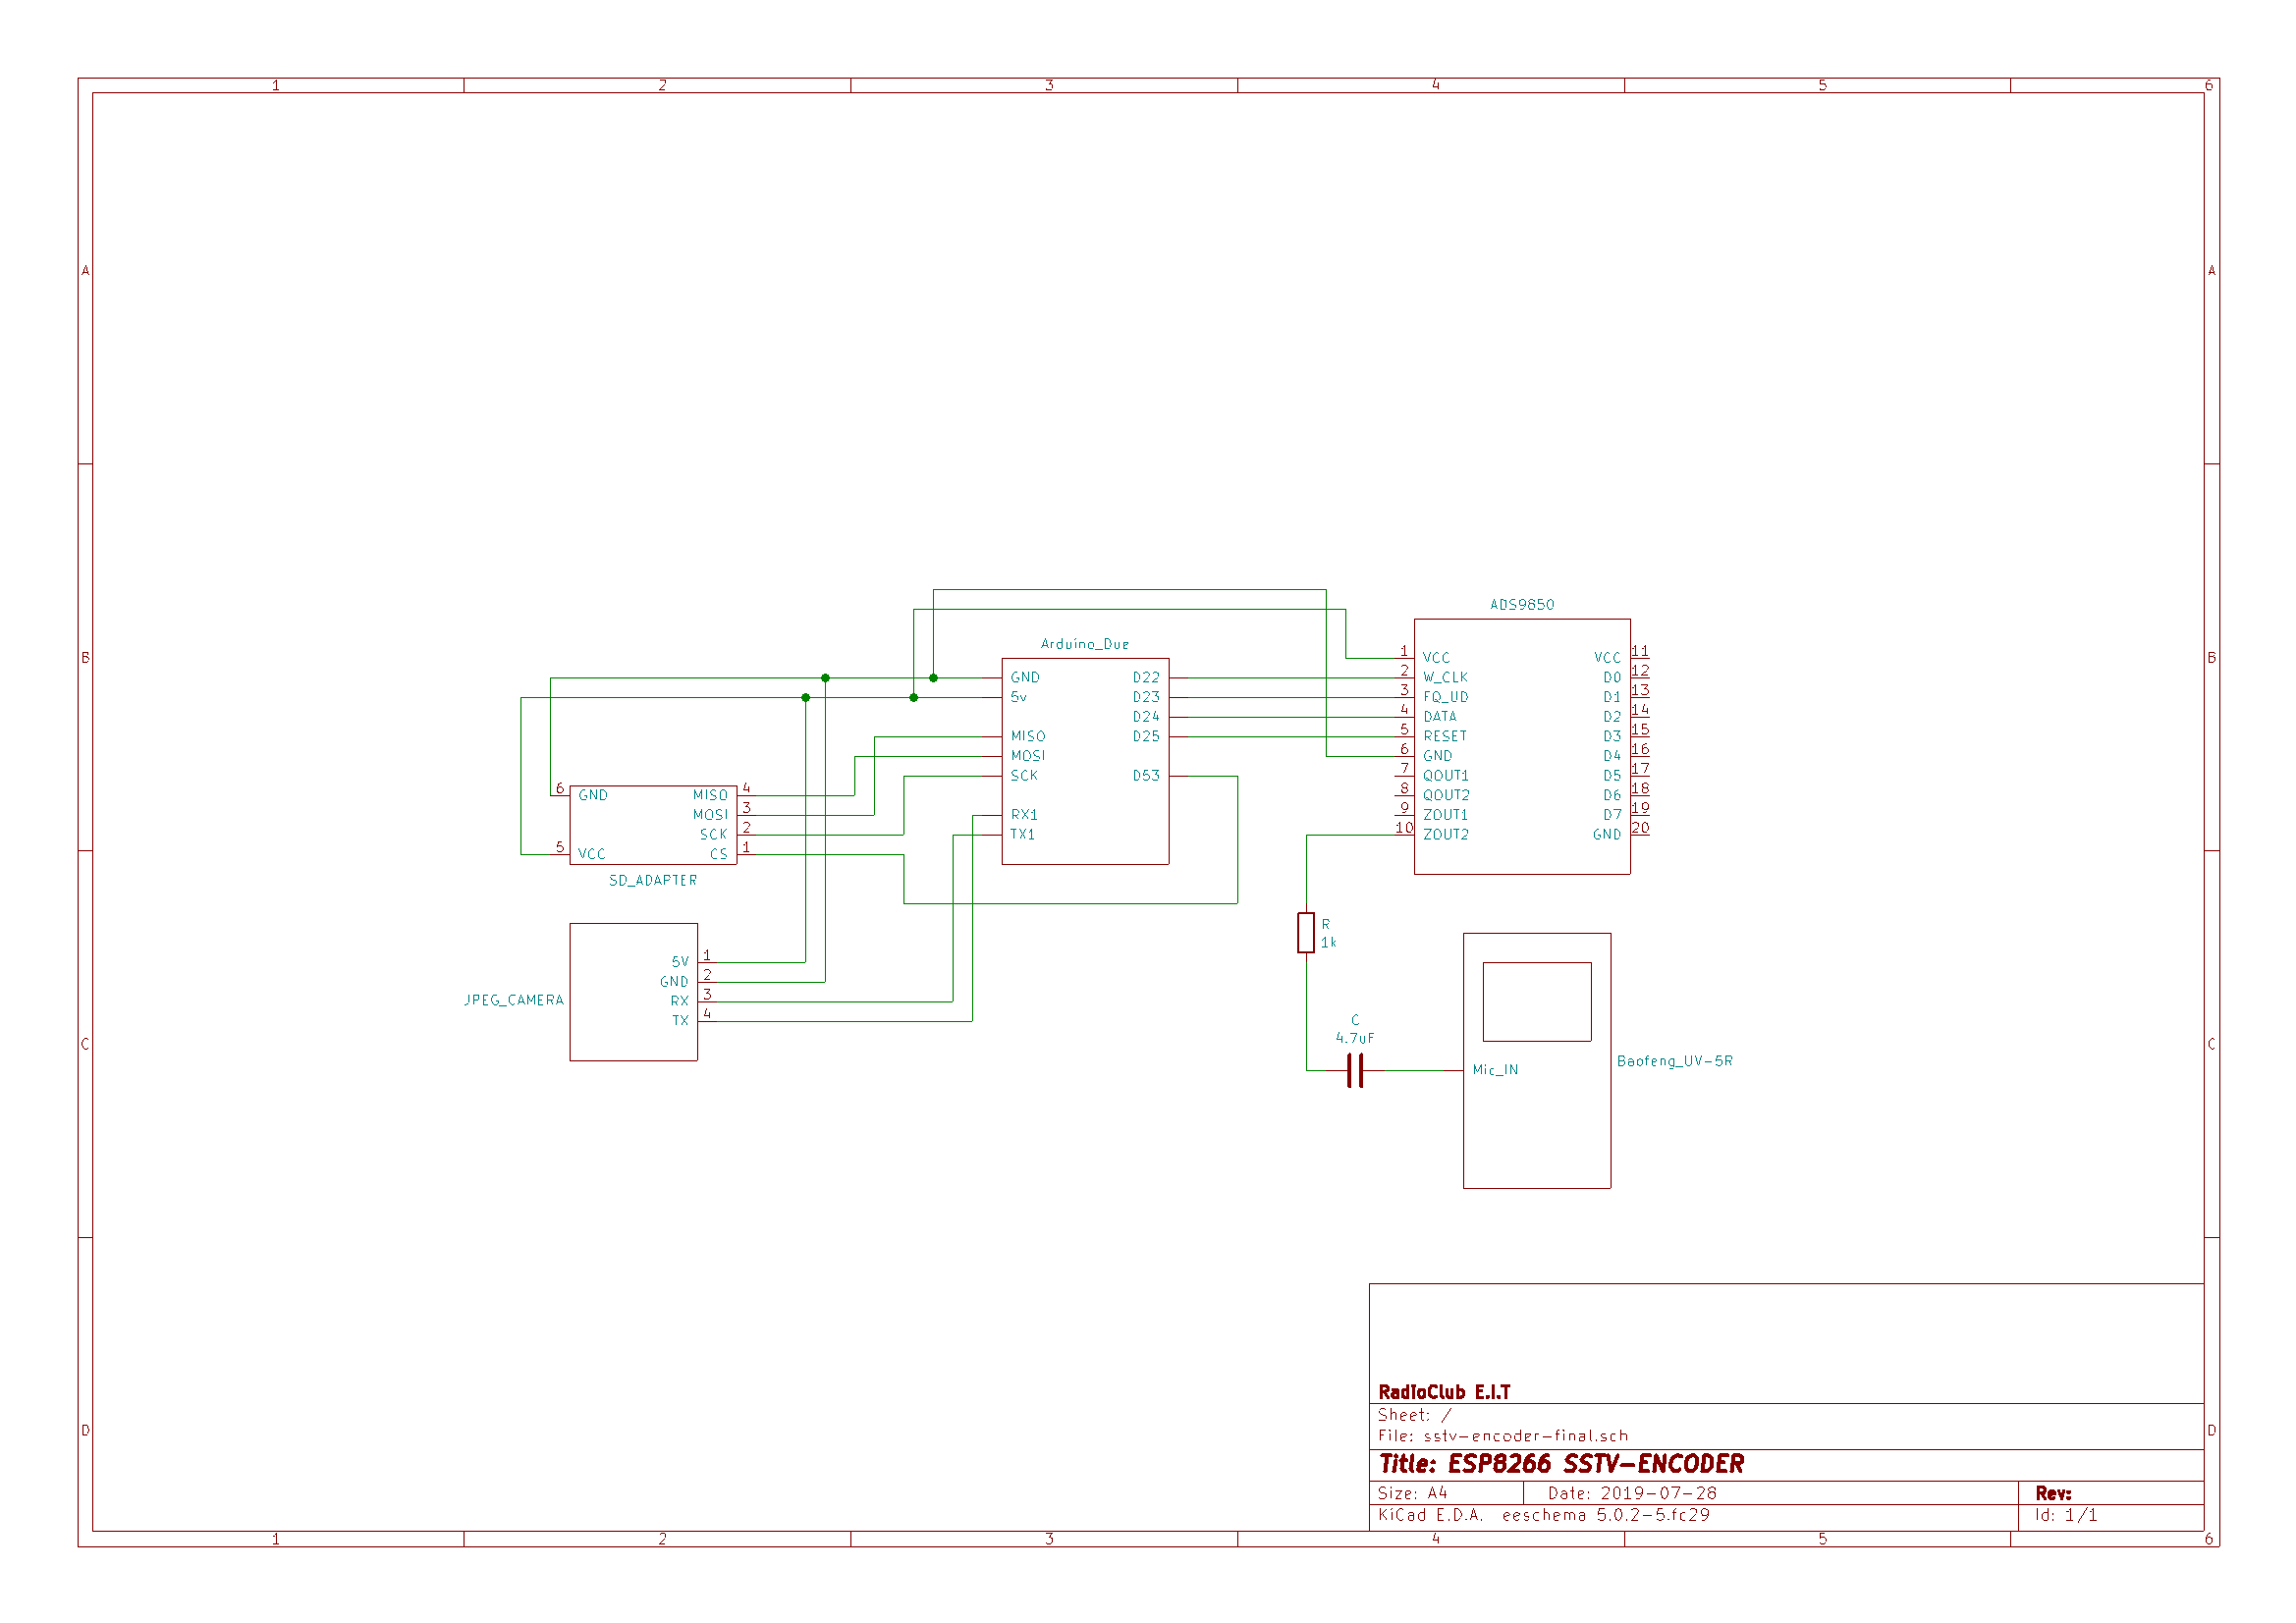 1 2 3 4 5 6
A A
B B
C C
D D
1 2 3 4 5 6
Arduino_Due
GND D22
5v D23
D24
MISO D25
MOSI
SCK D53
RX1
TX1
ADS9850
1 VCC VCC 11
2 W_CLK D0 12
3 FQ_UD D1 13
4 DATA D2 14
5 RESET D3 15
6 GND D4 16
7 QOUT1 D5 17
8 QOUT2 D6 18
9 ZOUT1 D7 19
10 ZOUT2 GND 20
6 GND MISO 4
MOSI 3
SCK 2
5 VCC CS 1
SD_ADAPTER
JPEG_CAMERA
5V 1
GND 2
RX 3
TX 4
R
1k
C
4.7uF
Mic_IN
Baofeng_UV-5R
RadioClub E.I.T
Sheet: /
File: sstv-encoder-final.sch
Title: ESP8266 SSTV-ENCODER
Size: A4 Date: 2019-07-28 Rev:
KiCad E.D.A. eeschema 5.0.2-5.fc29 Id: 1/1